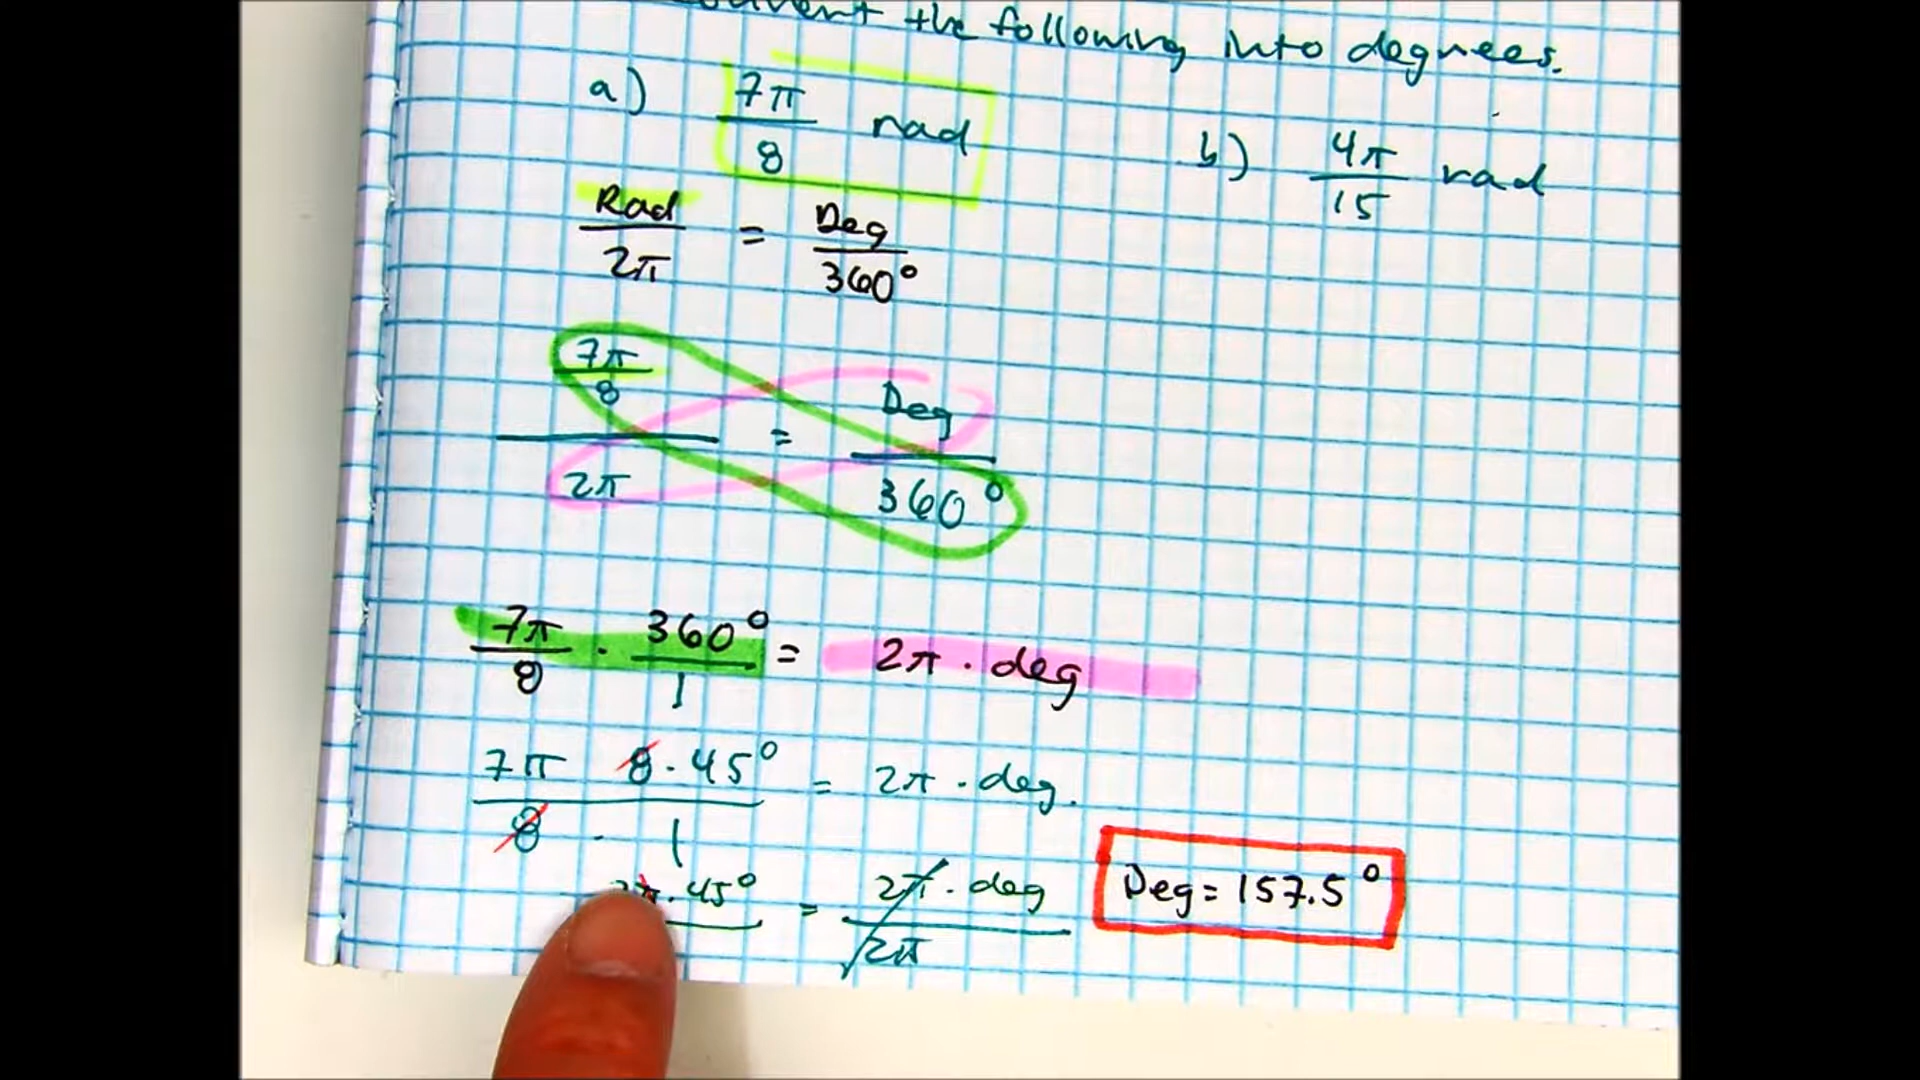 the following into degrees.
a) 7π/8 rad
b) 4π/15 rad
Rad/2π = Deg/360°
7π/8 / 2π = Deg/360°
7π/8 · 360°/1 = 2π · deg
7π 8 · 45° / 8 · 1 = 2π · deg.
π · 45° = 2π · deg / 2π
Deg = 157.5°